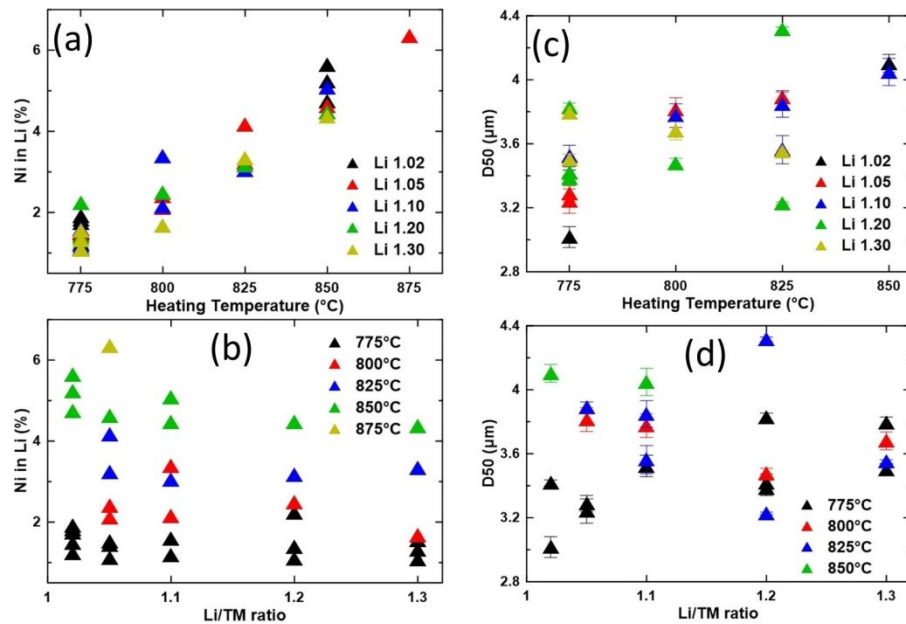 (a)
Ni in Li (%)
6
4
2
775 800 825 850 875
Heating Temperature (°C)
Li 1.02
Li 1.05
Li 1.10
Li 1.20
Li 1.30
(c)
D50 (μm)
4.4
4
3.6
3.2
2.8
775 800 825 850
Heating Temperature (°C)
Li 1.02
Li 1.05
Li 1.10
Li 1.20
Li 1.30
(b)
Ni in Li (%)
6
4
2
1 1.1 1.2 1.3
Li/TM ratio
775°C
800°C
825°C
850°C
875°C
(d)
D50 (μm)
4.4
4
3.6
3.2
2.8
1 1.1 1.2 1.3
Li/TM ratio
775°C
800°C
825°C
850°C